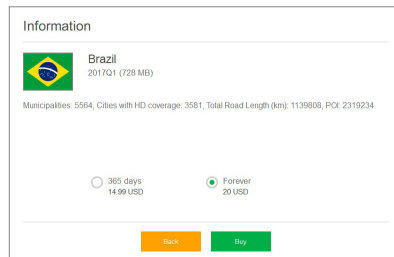 Information
Brazil
2017Q1 (728 MB)
Municipalities: 5564, Cities with HD coverage: 3581, Total Road Length (km): 1139808, POI: 2319234.
365 days
14.99 USD
Forever
20 USD
Back
Buy